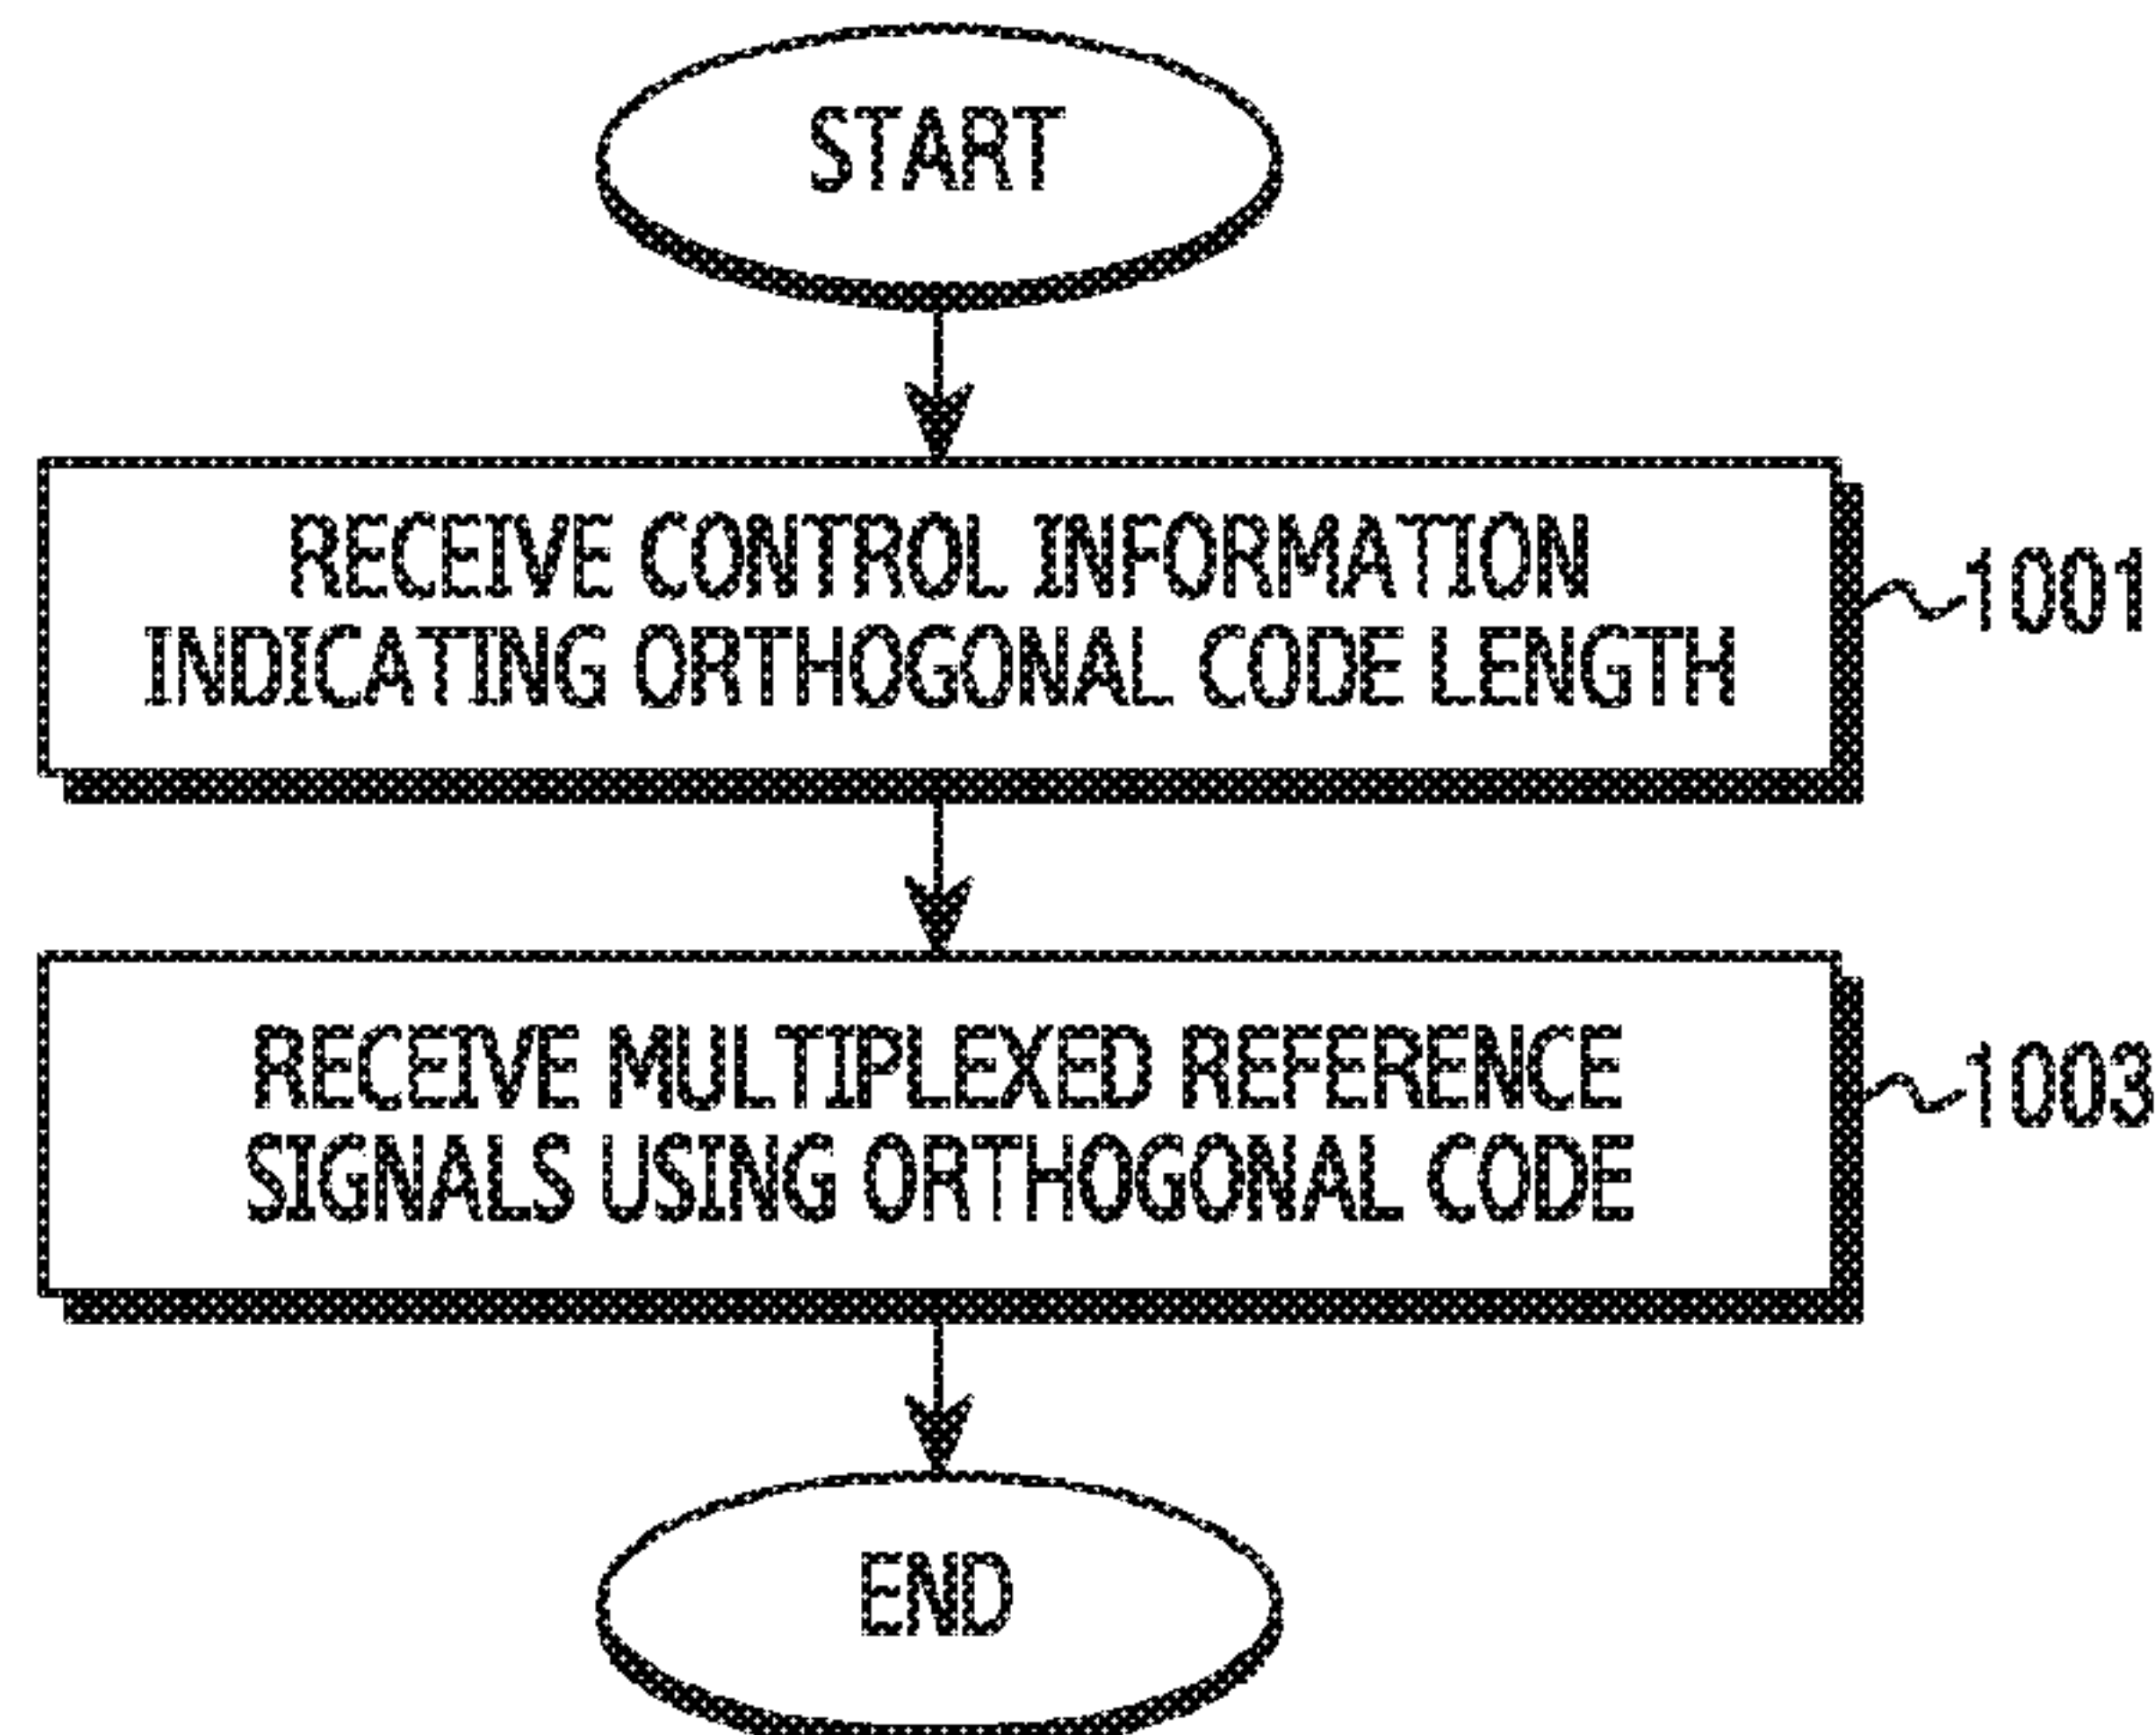 START
RECEIVE CONTROL INFORMATION
INDICATING ORTHOGONAL CODE LENGTH
1001
RECEIVE MULTIPLEXED REFERENCE
SIGNALS USING ORTHOGONAL CODE
1003
END